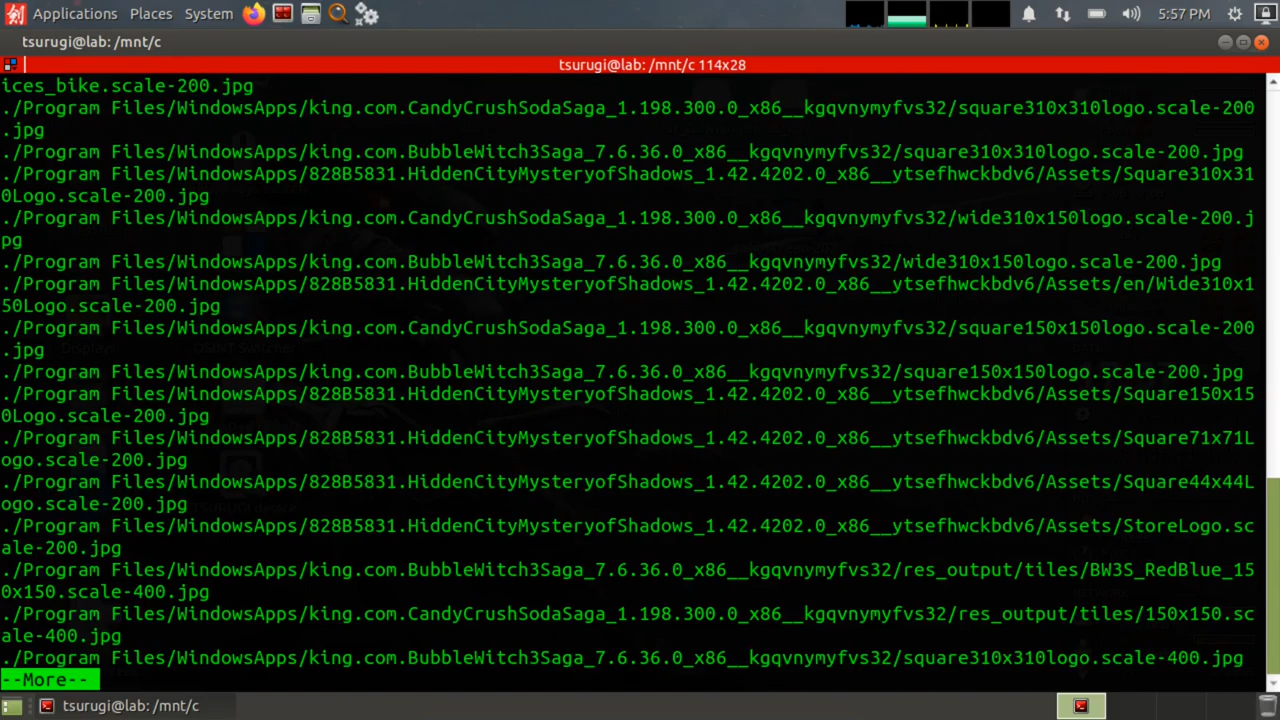 Applications Places System 5:57 PM
tsurugi@lab: /mnt/c
tsurugi@lab: /mnt/c 114x28
ices_bike.scale-200.jpg
./Program Files/WindowsApps/king.com.CandyCrushSodaSaga_1.198.300.0_x86__kgqvnymyfvs32/square310x310logo.scale-200
.jpg
./Program Files/WindowsApps/king.com.BubbleWitch3Saga_7.6.36.0_x86__kgqvnymyfvs32/square310x310logo.scale-200.jpg
./Program Files/WindowsApps/828B5831.HiddenCityMysteryofShadows_1.42.4202.0_x86__ytsefhwckbdv6/Assets/Square310x31
0Logo.scale-200.jpg
./Program Files/WindowsApps/king.com.CandyCrushSodaSaga_1.198.300.0_x86__kgqvnymyfvs32/wide310x150logo.scale-200.j
pg
./Program Files/WindowsApps/king.com.BubbleWitch3Saga_7.6.36.0_x86__kgqvnymyfvs32/wide310x150logo.scale-200.jpg
./Program Files/WindowsApps/828B5831.HiddenCityMysteryofShadows_1.42.4202.0_x86__ytsefhwckbdv6/Assets/en/Wide310x1
50Logo.scale-200.jpg
./Program Files/WindowsApps/king.com.CandyCrushSodaSaga_1.198.300.0_x86__kgqvnymyfvs32/square150x150logo.scale-200
.jpg
./Program Files/WindowsApps/king.com.BubbleWitch3Saga_7.6.36.0_x86__kgqvnymyfvs32/square150x150logo.scale-200.jpg
./Program Files/WindowsApps/828B5831.HiddenCityMysteryofShadows_1.42.4202.0_x86__ytsefhwckbdv6/Assets/Square150x15
0Logo.scale-200.jpg
./Program Files/WindowsApps/828B5831.HiddenCityMysteryofShadows_1.42.4202.0_x86__ytsefhwckbdv6/Assets/Square71x71L
ogo.scale-200.jpg
./Program Files/WindowsApps/828B5831.HiddenCityMysteryofShadows_1.42.4202.0_x86__ytsefhwckbdv6/Assets/Square44x44L
ogo.scale-200.jpg
./Program Files/WindowsApps/828B5831.HiddenCityMysteryofShadows_1.42.4202.0_x86__ytsefhwckbdv6/Assets/StoreLogo.sc
ale-200.jpg
./Program Files/WindowsApps/king.com.BubbleWitch3Saga_7.6.36.0_x86__kgqvnymyfvs32/res_output/tiles/BW3S_RedBlue_15
0x150.scale-400.jpg
./Program Files/WindowsApps/king.com.CandyCrushSodaSaga_1.198.300.0_x86__kgqvnymyfvs32/res_output/tiles/150x150.sc
ale-400.jpg
./Program Files/WindowsApps/king.com.BubbleWitch3Saga_7.6.36.0_x86__kgqvnymyfvs32/square310x310logo.scale-400.jpg
--More--
tsurugi@lab: /mnt/c